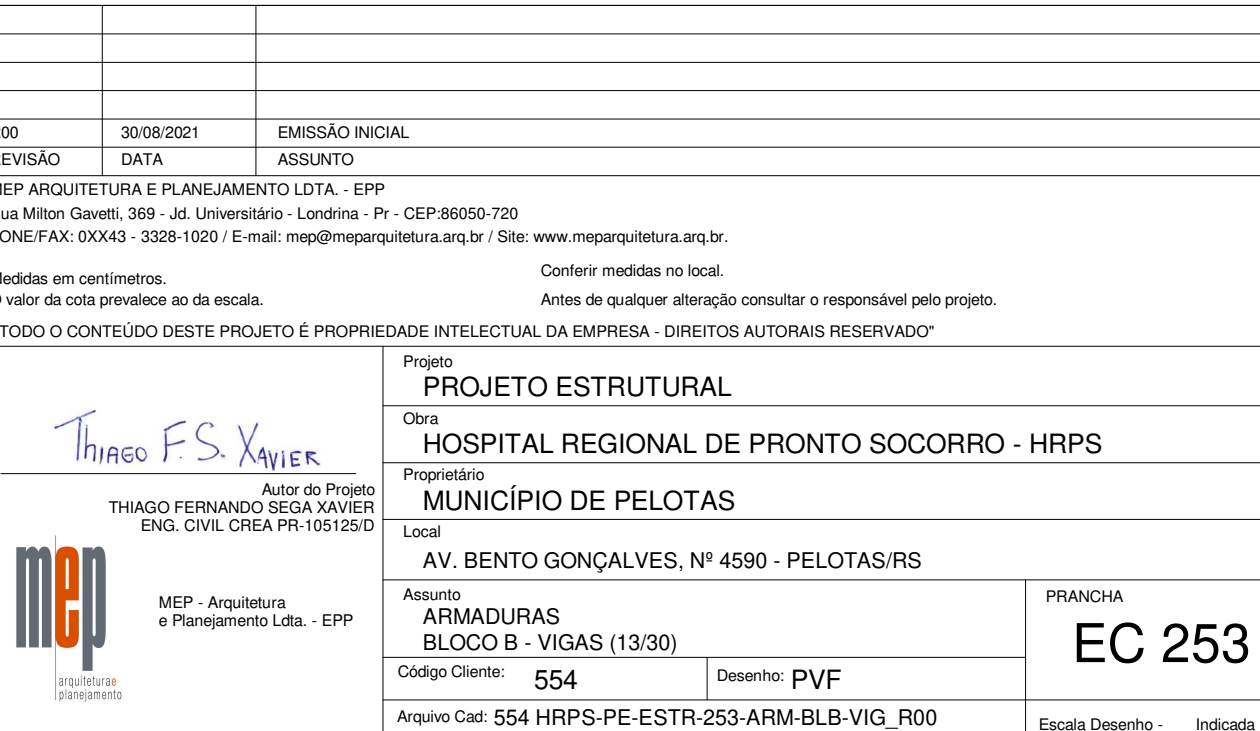 00 30/08/2021 EMISSÃO INICIAL
EVISÃO DATA ASSUNTO
MEP ARQUITETURA E PLANEJAMENTO LDTA. - EPP
ua Milton Gavetti, 369 - Jd. Universitário - Londrina - Pr - CEP:86050-720
ONE/FAX: 0XX43 - 3328-1020 / E-mail: mep@meparquitetura.arq.br / Site: www.meparquitetura.arq.br.
Medidas em centímetros.
Conferir medidas no local.
O valor da cota prevalece ao da escala.
Antes de qualquer alteração consultar o responsável pelo projeto.
TODO O CONTEÚDO DESTE PROJETO É PROPRIEDADE INTELECTUAL DA EMPRESA - DIREITOS AUTORAIS RESERVADO"
THIAGO F. S. XAVIER
Autor do Projeto
THIAGO FERNANDO SEGA XAVIER
ENG. CIVIL CREA PR-105125/D
mep
arquiteturae
planejamento
MEP - Arquitetura
e Planejamento Ldta. - EPP
Projeto
PROJETO ESTRUTURAL
Obra
HOSPITAL REGIONAL DE PRONTO SOCORRO - HRPS
Proprietário
MUNICÍPIO DE PELOTAS
Local
AV. BENTO GONÇALVES, Nº 4590 - PELOTAS/RS
Assunto
ARMADURAS
BLOCO B - VIGAS (13/30)
PRANCHA
EC 253
Código Cliente: 554
Desenho: PVF
Arquivo Cad: 554 HRPS-PE-ESTR-253-ARM-BLB-VIG_R00
Escala Desenho - Indicada